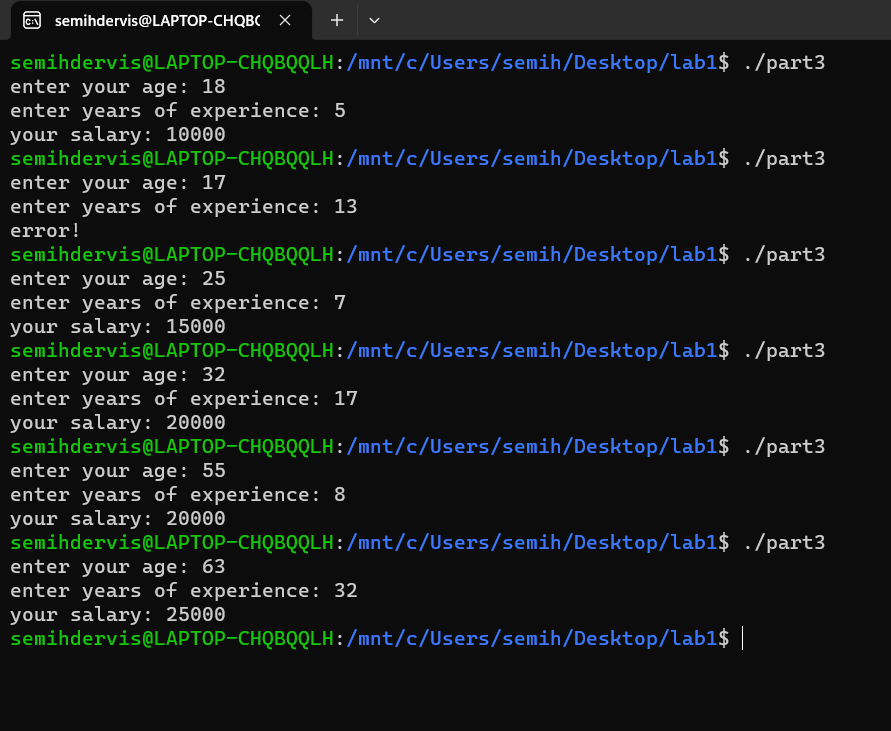 semihdervis@LAPTOP-CHQBC
semihdervis@LAPTOP-CHQBQQLH:/mnt/c/Users/semih/Desktop/lab1$ ./part3
enter your age: 18
enter years of experience: 5
your salary: 10000
semihdervis@LAPTOP-CHQBQQLH:/mnt/c/Users/semih/Desktop/lab1$ ./part3
enter your age: 17
enter years of experience: 13
error!
semihdervis@LAPTOP-CHQBQQLH:/mnt/c/Users/semih/Desktop/lab1$ ./part3
enter your age: 25
enter years of experience: 7
your salary: 15000
semihdervis@LAPTOP-CHQBQQLH:/mnt/c/Users/semih/Desktop/lab1$ ./part3
enter your age: 32
enter years of experience: 17
your salary: 20000
semihdervis@LAPTOP-CHQBQQLH:/mnt/c/Users/semih/Desktop/lab1$ ./part3
enter your age: 55
enter years of experience: 8
your salary: 20000
semihdervis@LAPTOP-CHQBQQLH:/mnt/c/Users/semih/Desktop/lab1$ ./part3
enter your age: 63
enter years of experience: 32
your salary: 25000
semihdervis@LAPTOP-CHQBQQLH:/mnt/c/Users/semih/Desktop/lab1$